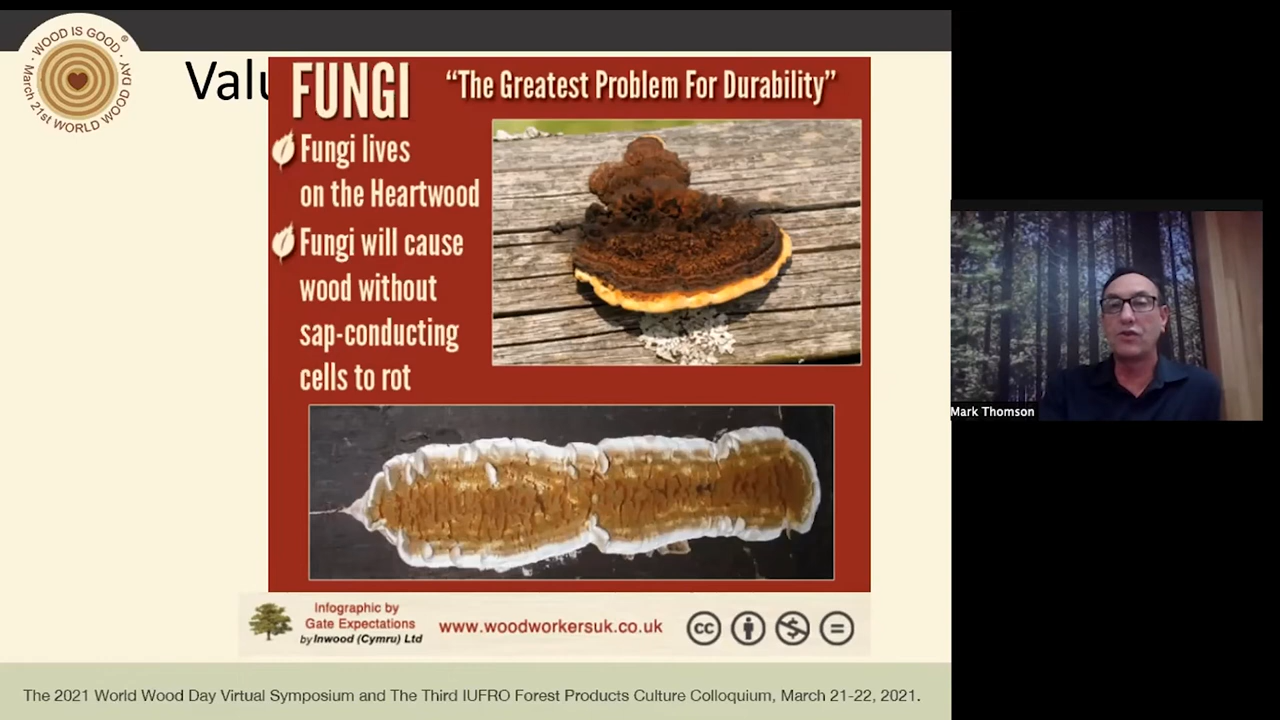 WOOD IS GOOD
®
DAY
March 21st WORLD WOOD
Valu
FUNGI
“The Greatest Problem For Durability”
Fungi lives
on the Heartwood
Fungi will cause
wood without
sap-conducting
cells to rot
Infographic by
Gate Expectations
by Inwood (Cymru) Ltd
www.woodworkersuk.co.uk
cc
$
=
Mark Thomson
The 2021 World Wood Day Virtual Symposium and The Third IUFRO Forest Products Culture Colloquium, March 21-22, 2021.